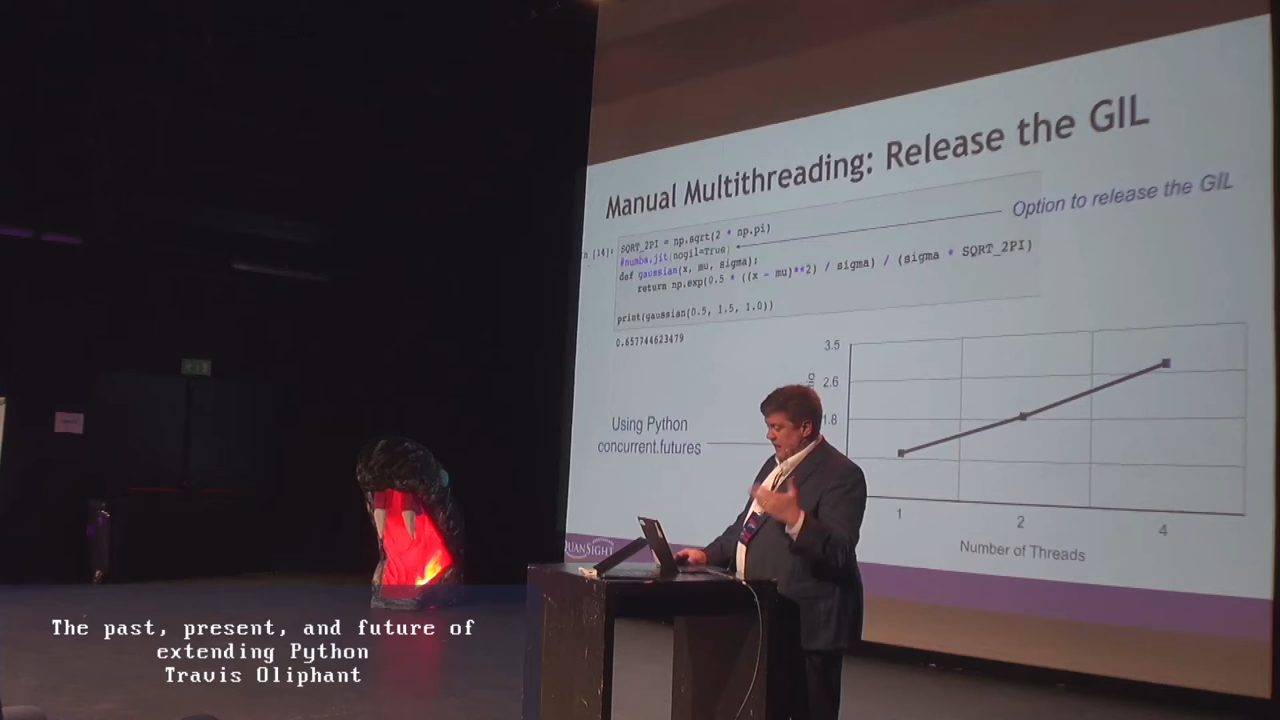 Manual Multithreading: Release the GIL
Option to release the GIL
[14]:
SQRT_2PI = np.sqrt(2 * np.pi)
#numba.jit(nogil=True)
def gaussian(x, mu, sigma):
return np.exp(0.5 * ((x - mu)**2) / sigma) / (sigma * SQRT_2PI)
print(gaussian(0.5, 1.5, 1.0))
0.657744623479
Using Python
concurrent.futures
3.5
2.6
1.8
1
2
4
Number of Threads
QUANSIGHT
EXIT
The past, present, and future of
extending Python
Travis Oliphant